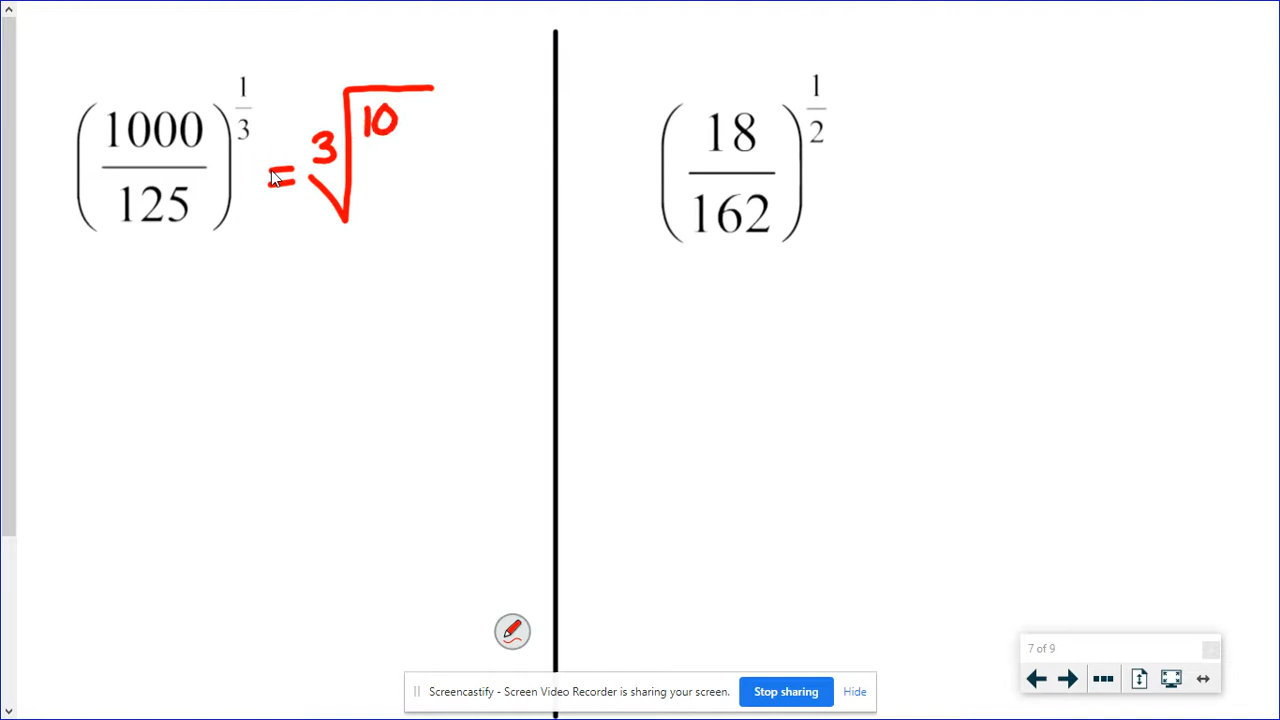 (1000/125)^(1/3) = ∛10
(18/162)^(1/2)
7 of 9
Screencastify - Screen Video Recorder is sharing your screen. Stop sharing Hide